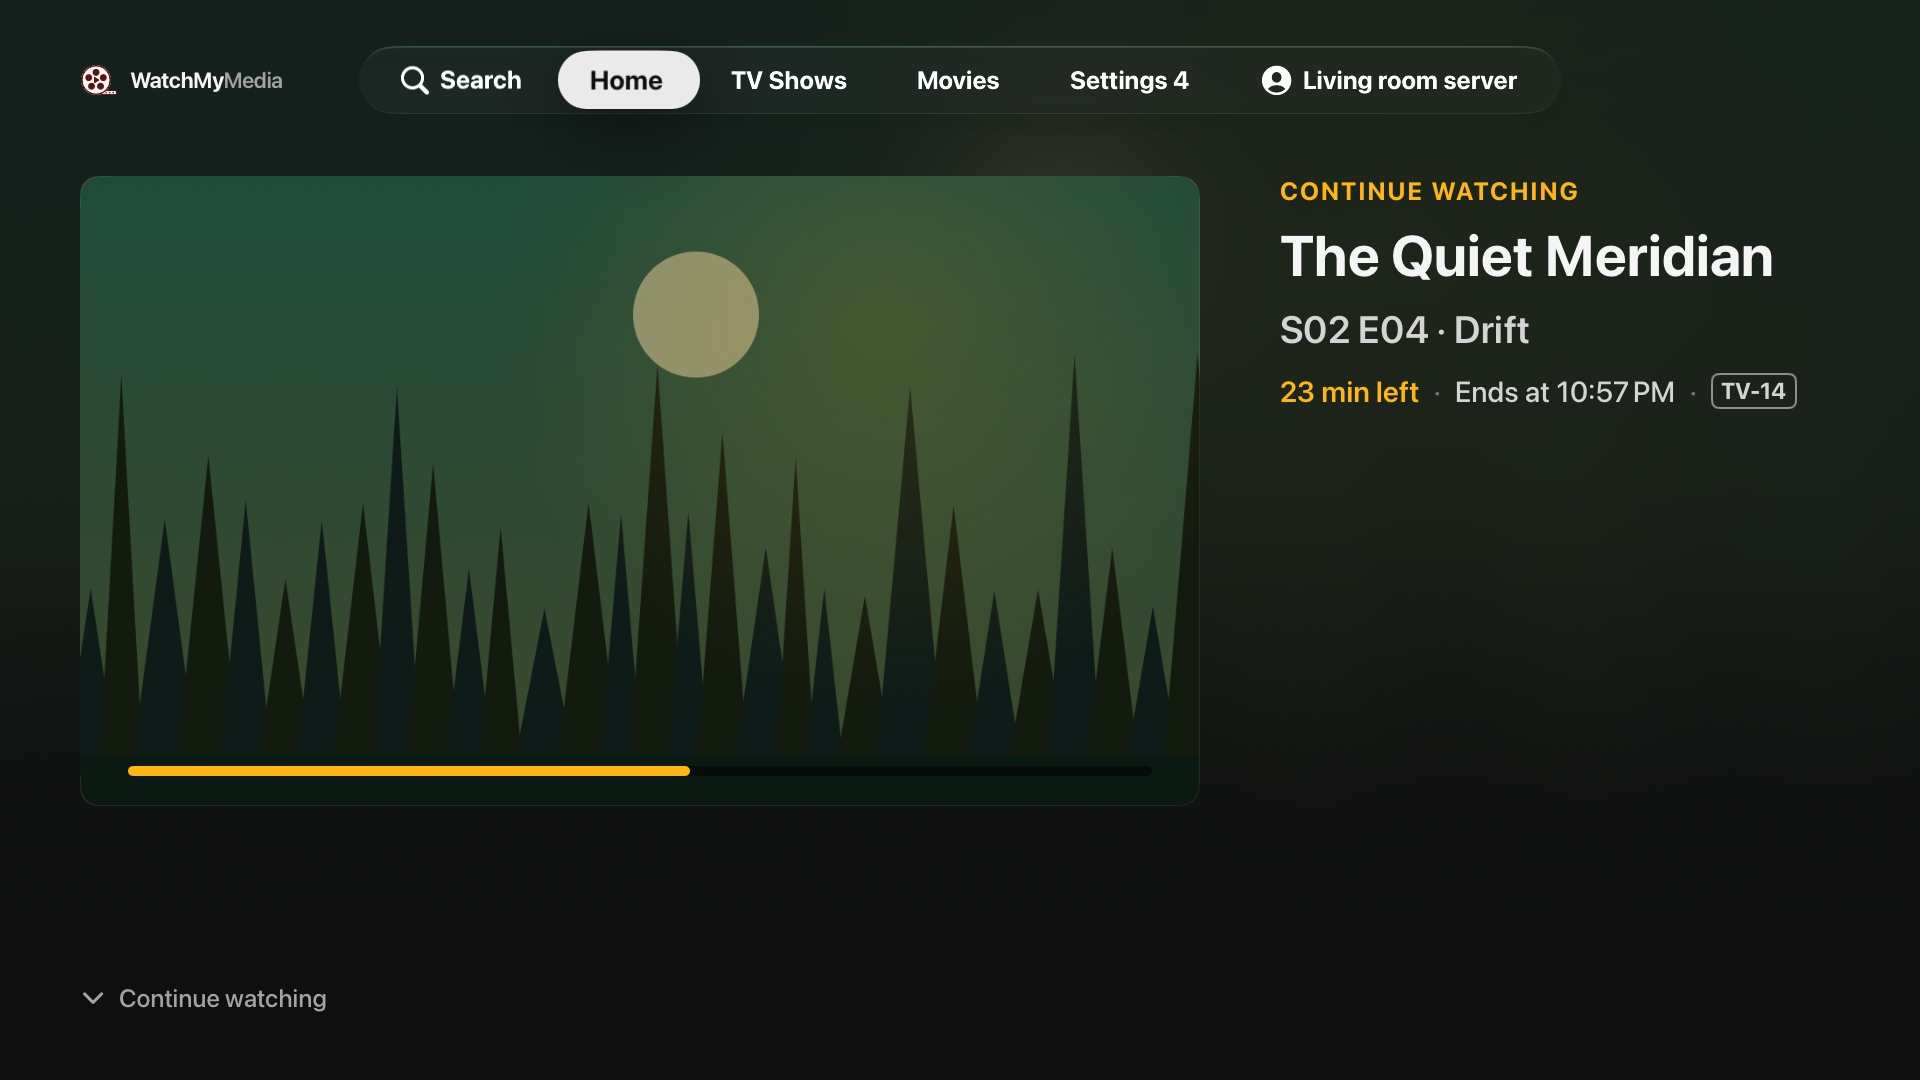 WatchMyMedia
Search Home TV Shows Movies Settings 4 Living room server
CONTINUE WATCHING
The Quiet Meridian
S02 E04 · Drift
23 min left · Ends at 10:57 PM · TV-14
Continue watching